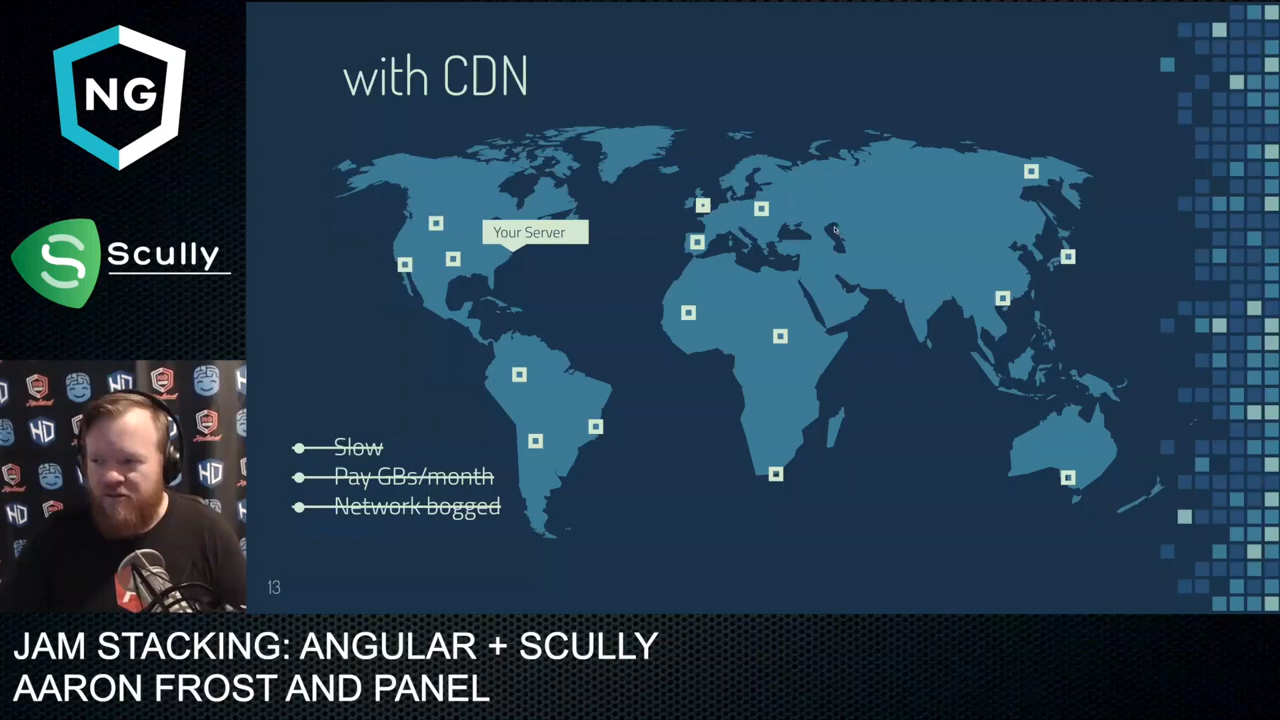 NG
Scully
with CDN
Your Server
Slow
Pay GBs/month
Network bogged
13
JAM STACKING: ANGULAR + SCULLY
AARON FROST AND PANEL